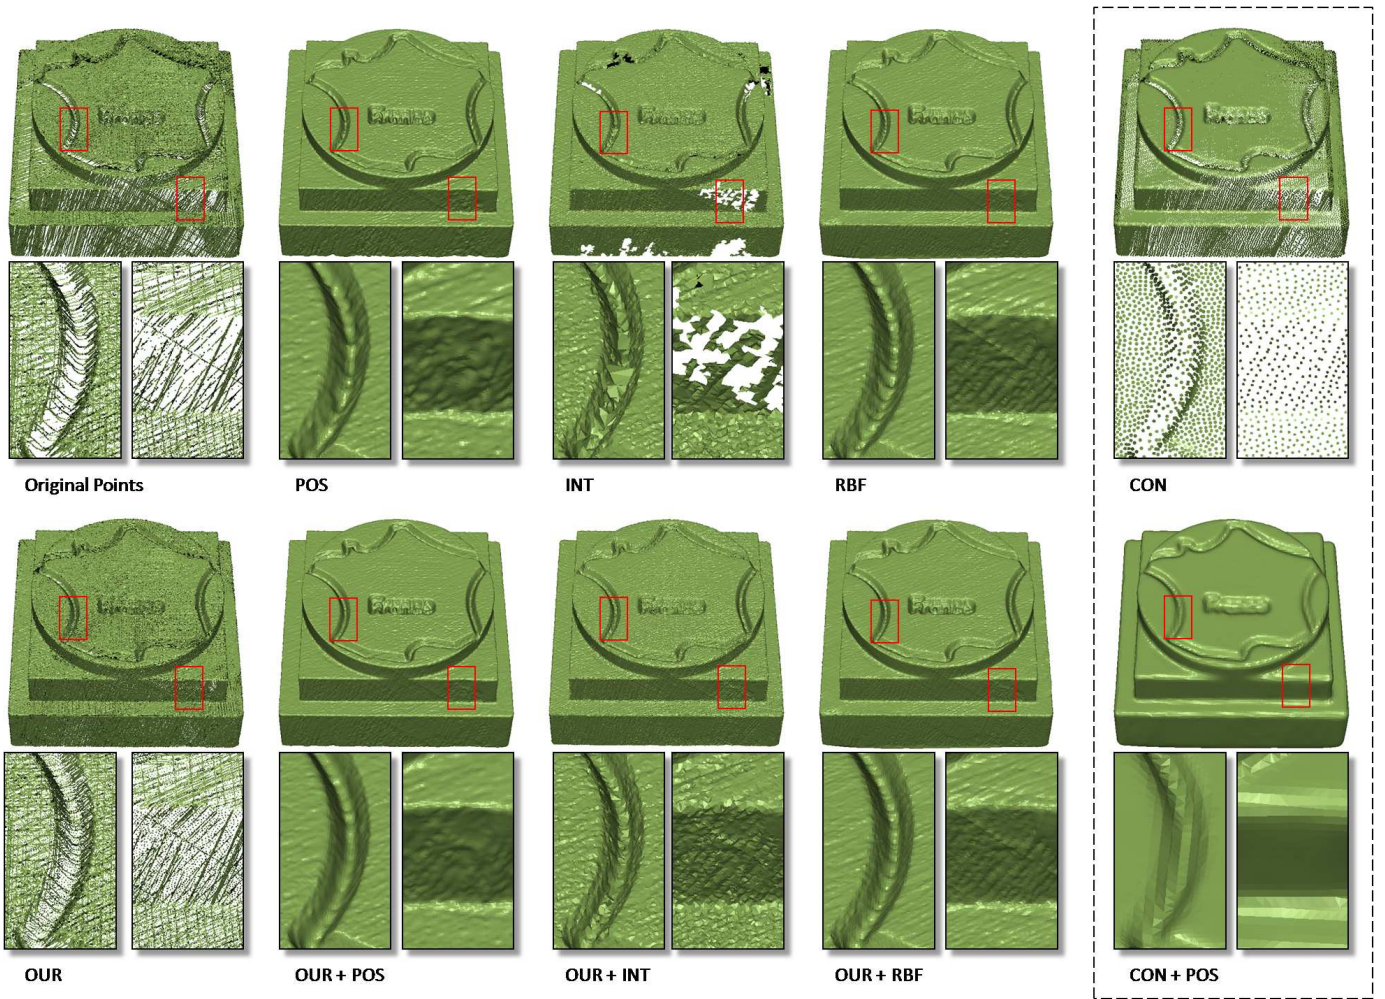 Original Points
POS
INT
RBF
CON
OUR
OUR + POS
OUR + INT
OUR + RBF
CON + POS